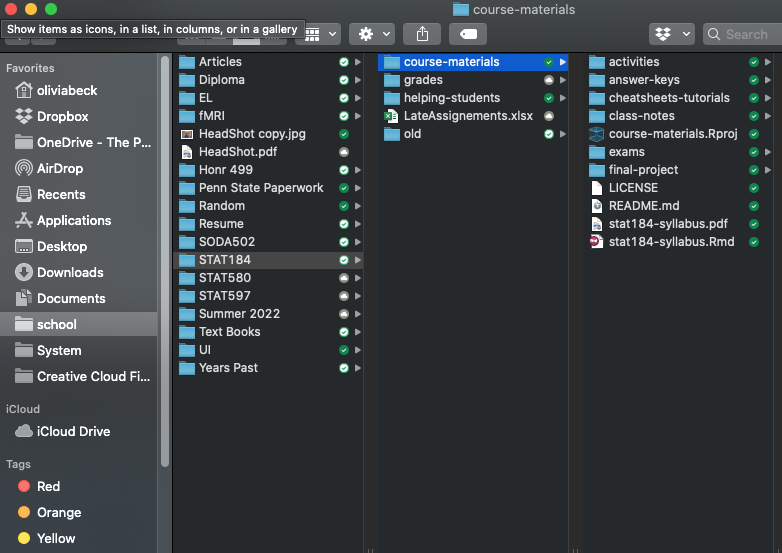 course-materials
Show items as icons, in a list, in columns, or in a gallery
Search
Favorites
oliviabeck
Dropbox
OneDrive - The P...
AirDrop
Recents
Applications
Desktop
Downloads
Documents
school
System
Creative Cloud Fi...
iCloud
iCloud Drive
Tags
Red
Orange
Yellow
Articles
Diploma
EL
fMRI
HeadShot copy.jpg
HeadShot.pdf
Honr 499
Penn State Paperwork
Random
Resume
SODA502
STAT184
STAT580
STAT597
Summer 2022
Text Books
UI
Years Past
course-materials
grades
helping-students
LateAssignements.xlsx
old
activities
answer-keys
cheatsheets-tutorials
class-notes
course-materials.Rproj
exams
final-project
LICENSE
README.md
stat184-syllabus.pdf
stat184-syllabus.Rmd